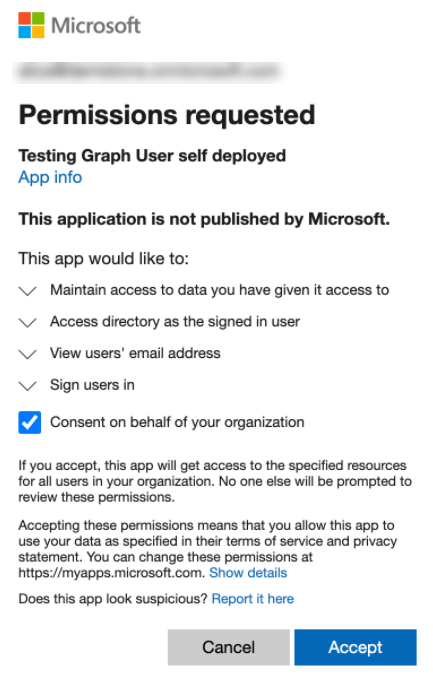 Microsoft
Permissions requested
Testing Graph User self deployed
App info
This application is not published by Microsoft.
This app would like to:
Maintain access to data you have given it access to
Access directory as the signed in user
View users' email address
Sign users in
Consent on behalf of your organization
If you accept, this app will get access to the specified resources
for all users in your organization. No one else will be prompted to
review these permissions.
Accepting these permissions means that you allow this app to
use your data as specified in their terms of service and privacy
statement. You can change these permissions at
https://myapps.microsoft.com. Show details
Does this app look suspicious? Report it here
Cancel Accept